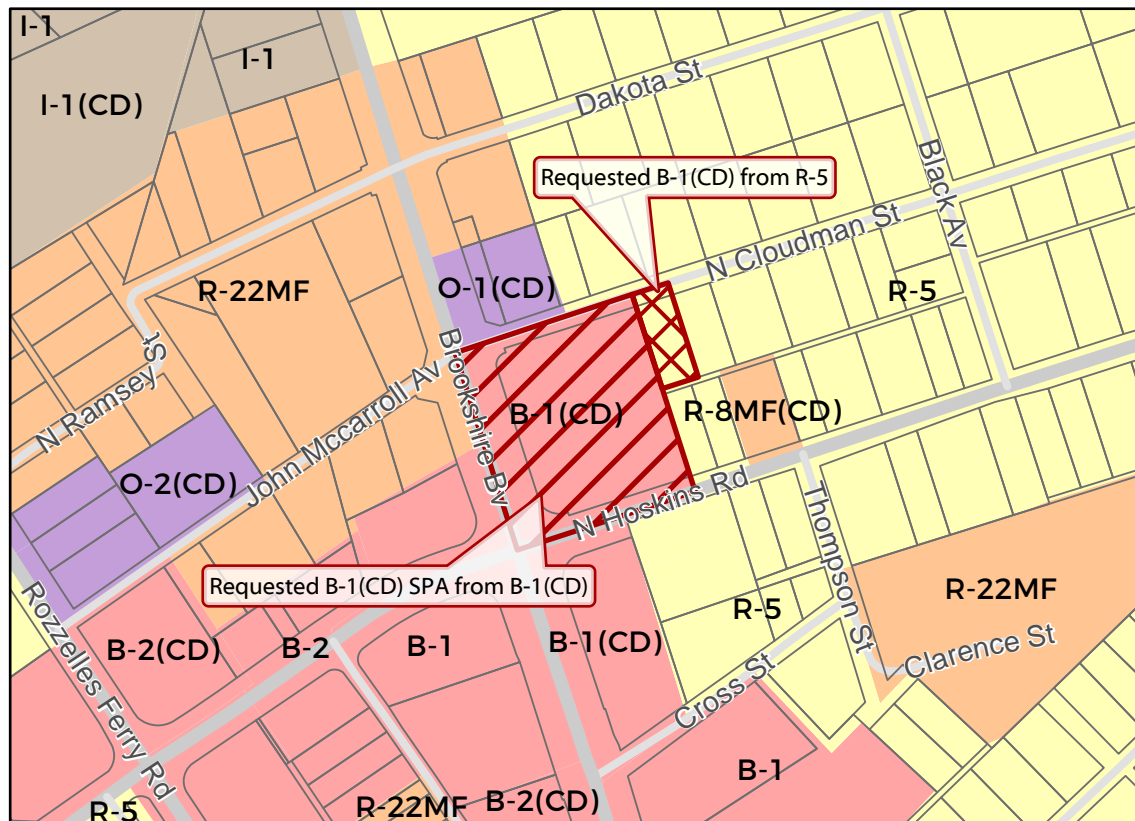 I-1
I-1
I-1(CD)
Dakota St
Black Av
Requested B-1(CD) from R-5
N Cloudman St
R-22MF
O-1(CD)
R-5
N Ramsey St
Brookshire Bv
John Mccarroll Av
B-1(CD)
R-8MF(CD)
O-2(CD)
N Hoskins Rd
Thompson St
Requested B-1(CD) SPA from B-1(CD)
R-22MF
R-5
Rozzelles Ferry Rd
B-2(CD)
B-2
B-1
B-1(CD)
Clarence St
Cross St
B-1
R-5
R-22MF
B-2(CD)